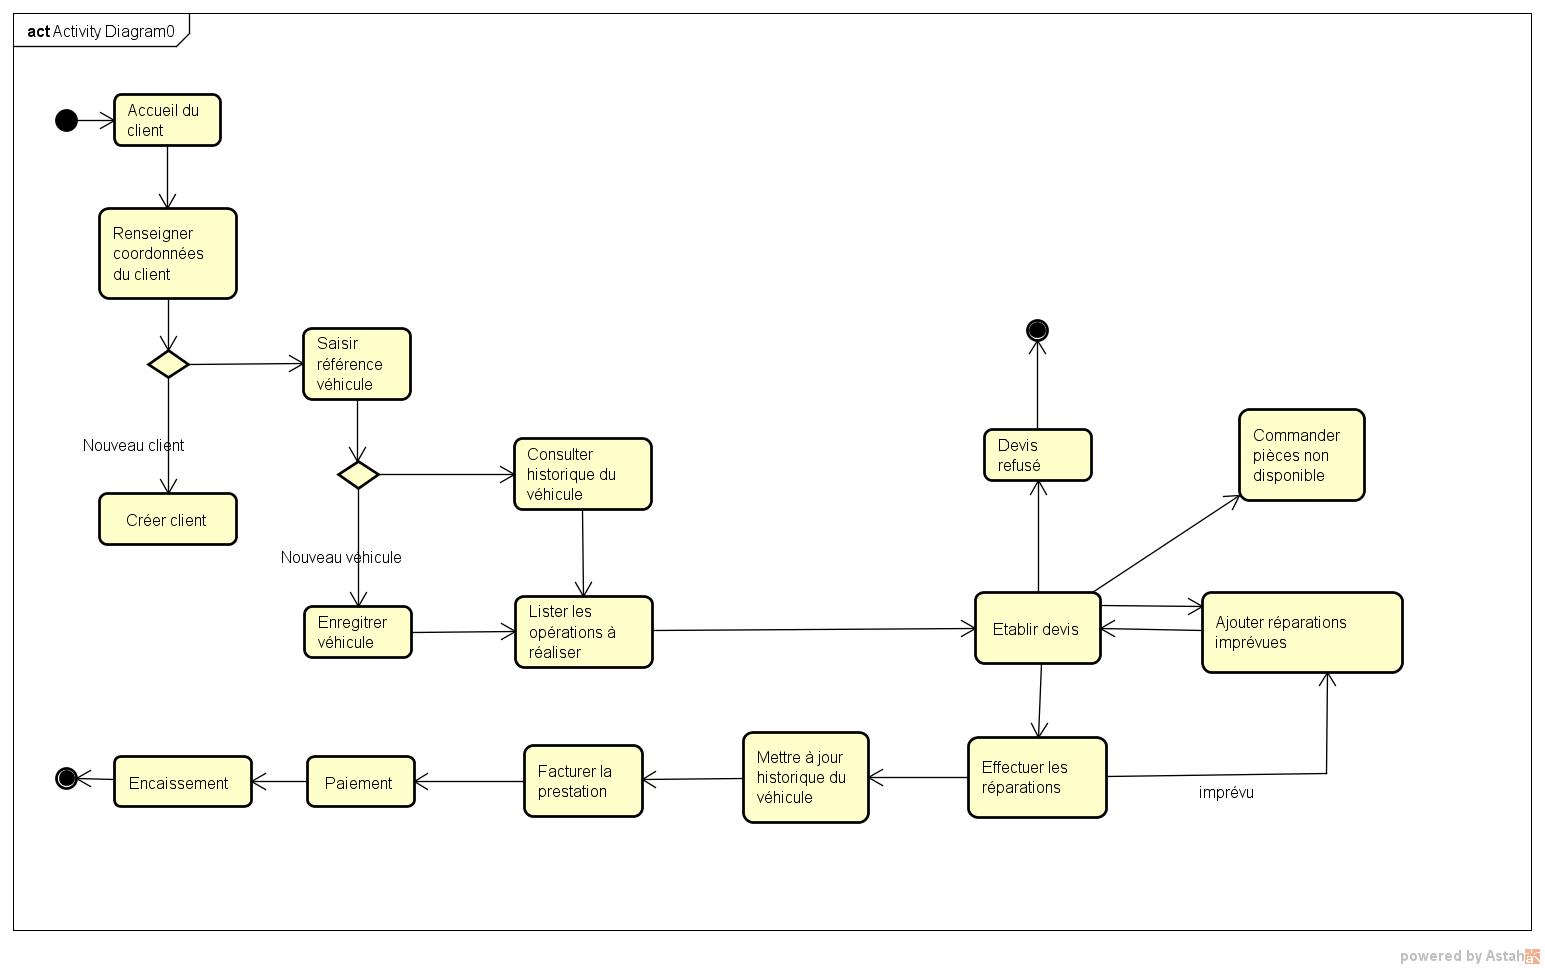 act Activity Diagram0
Accueil du
client
Renseigner
coordonnées
du client
Nouveau client
Créer client
Saisir
référence
véhicule
Nouveau véhicule
Enregitrer
véhicule
Consulter
historique du
véhicule
Lister les
opérations à
réaliser
Devis
refusé
Commander
pièces non
disponible
Etablir devis
Ajouter réparations
imprévues
Effectuer les
réparations
imprévu
Mettre à jour
historique du
véhicule
Facturer la
prestation
Paiement
Encaissement
powered by Astah